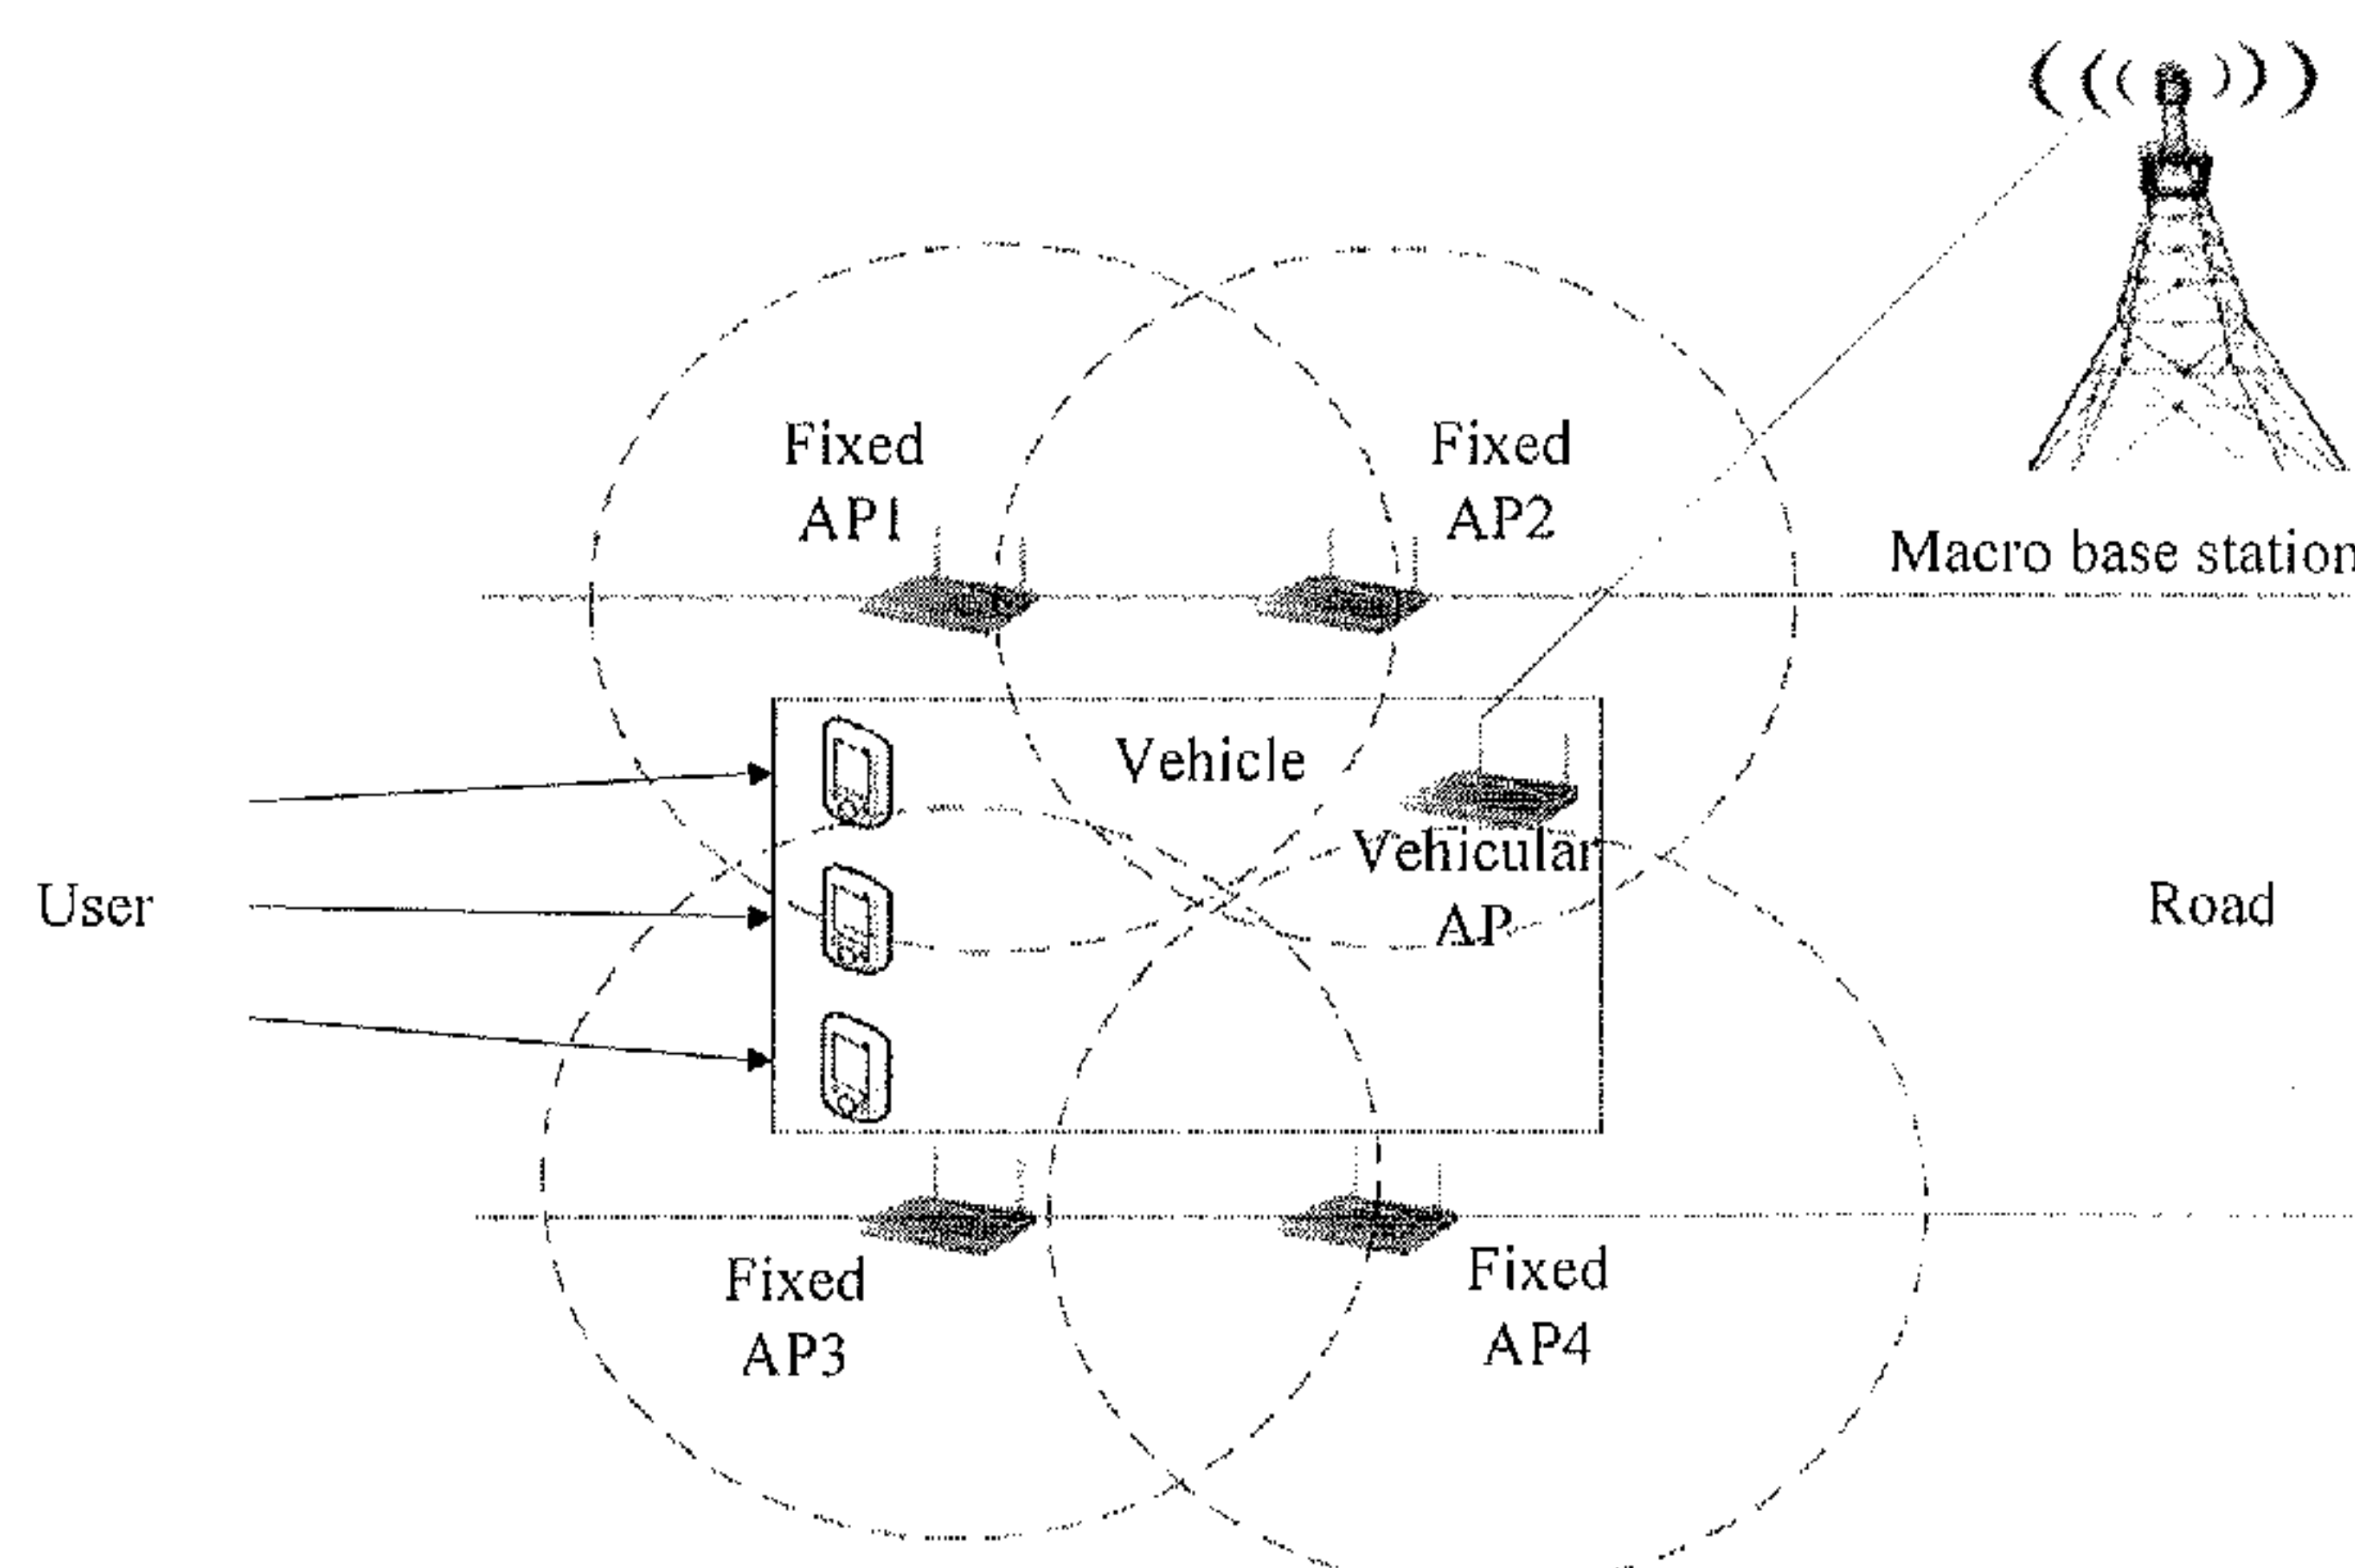 Fixed
AP1
Fixed
AP2
Macro base station
Vehicle
Vehicular
AP
User
Road
Fixed
AP3
Fixed
AP4